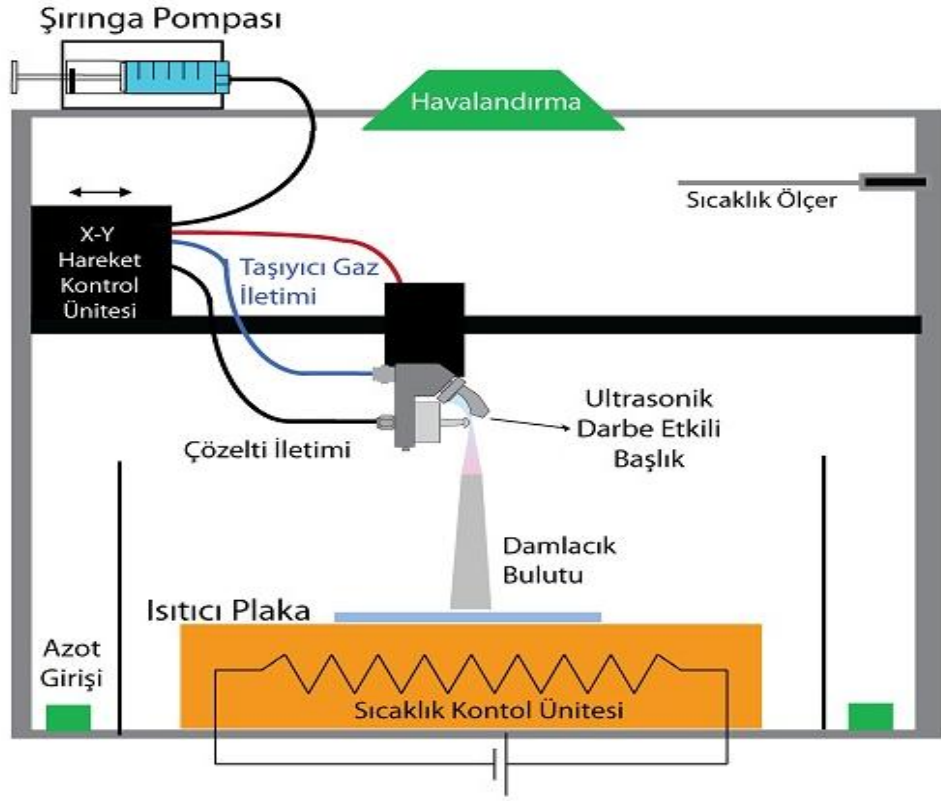 Şırınga Pompası
Havalandırma
Sıcaklık Ölçer
X-Y
Hareket
Kontrol
Ünitesi
Taşıyıcı Gaz
İletimi
Ultrasonik
Darbe Etkili
Başlık
Çözelti İletimi
Damlacık
Bulutu
Isıtıcı Plaka
Azot
Girişi
Sıcaklık Kontol Ünitesi